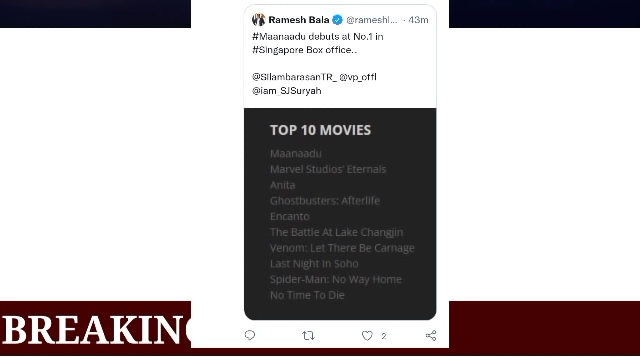 Ramesh Bala @rameshl... · 43m
#Maanaadu debuts at No.1 in
#Singapore Box office..
@SilambarasanTR_ @vp_offl
@iam_SJSuryah
TOP 10 MOVIES
Maanaadu
Marvel Studios' Eternals
Anita
Ghostbusters: Afterlife
Encanto
The Battle At Lake Changjin
Venom: Let There Be Carnage
Last Night In Soho
Spider-Man: No Way Home
No Time To Die
2
BREAKIN